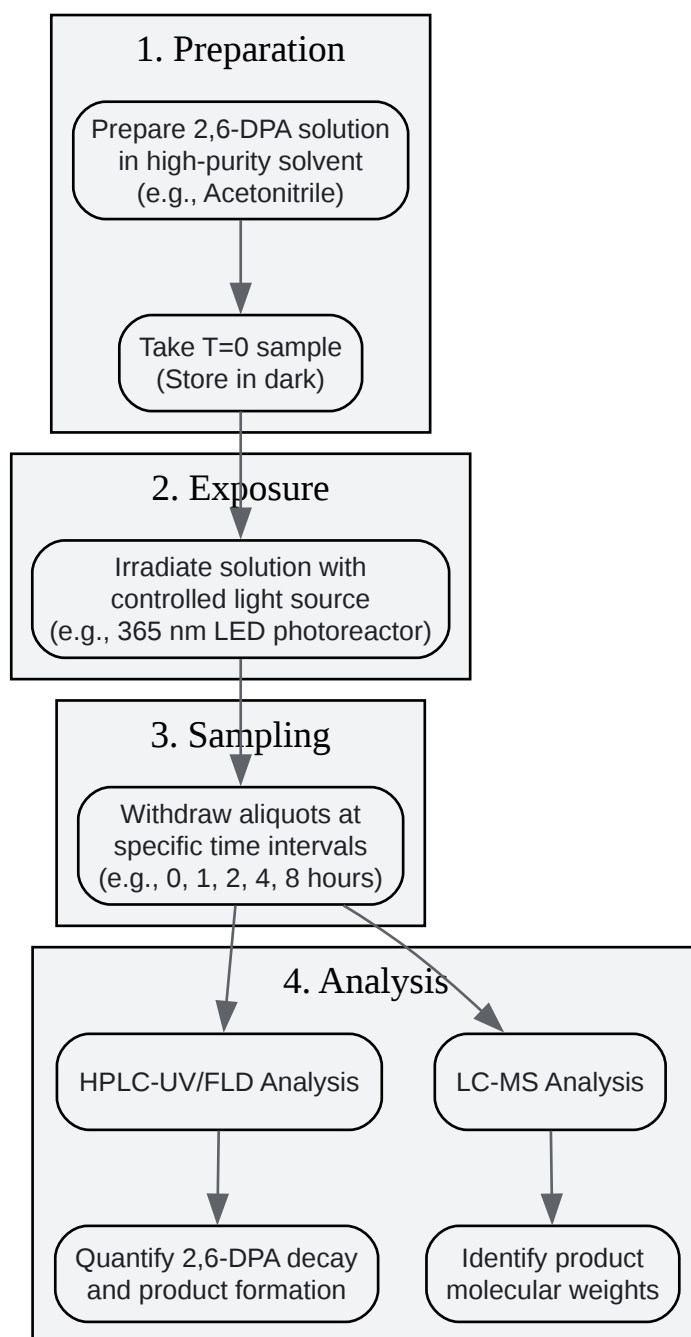 1. Preparation
Prepare 2,6-DPA solution
in high-purity solvent
(e.g., Acetonitrile)
Take T=0 sample
(Store in dark)
2. Exposure
Irradiate solution with
controlled light source
(e.g., 365 nm LED photoreactor)
3. Sampling
Withdraw aliquots at
specific time intervals
(e.g., 0, 1, 2, 4, 8 hours)
4. Analysis
HPLC-UV/FLD Analysis
LC-MS Analysis
Quantify 2,6-DPA decay
and product formation
Identify product
molecular weights